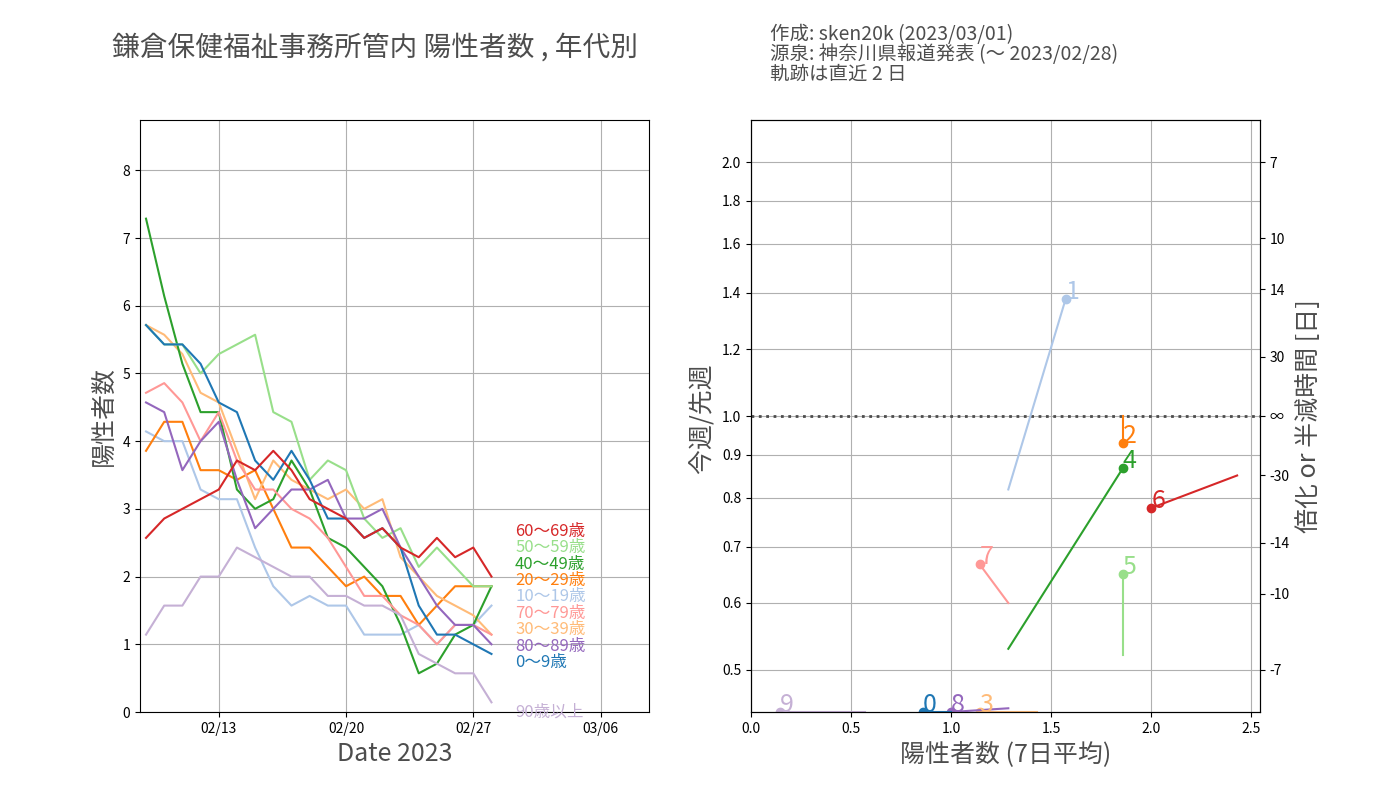 鎌倉保健福祉事務所管内 陽性者数 , 年代別
作成: sken20k (2023/03/01)
源泉: 神奈川県報道発表 (〜 2023/02/28)
軌跡は直近 2 日
陽性者数
8
7
6
5
4
3
2
1
0
60〜69歳
50〜59歳
40〜49歳
20〜29歳
10〜19歳
70〜79歳
30〜39歳
80〜89歳
0〜9歳
90歳以上
02/13
02/20
02/27
03/06
Date 2023
今週/先週
2.0
1.8
1.6
1.4
1.2
1.0
0.9
0.8
0.7
0.6
0.5
1
2
4
6
7
5
9
0
8
3
7
10
14
30
∞
-30
-14
-10
-7
倍化 or 半減時間 [日]
0.0
0.5
1.0
1.5
2.0
2.5
陽性者数 (7日平均)